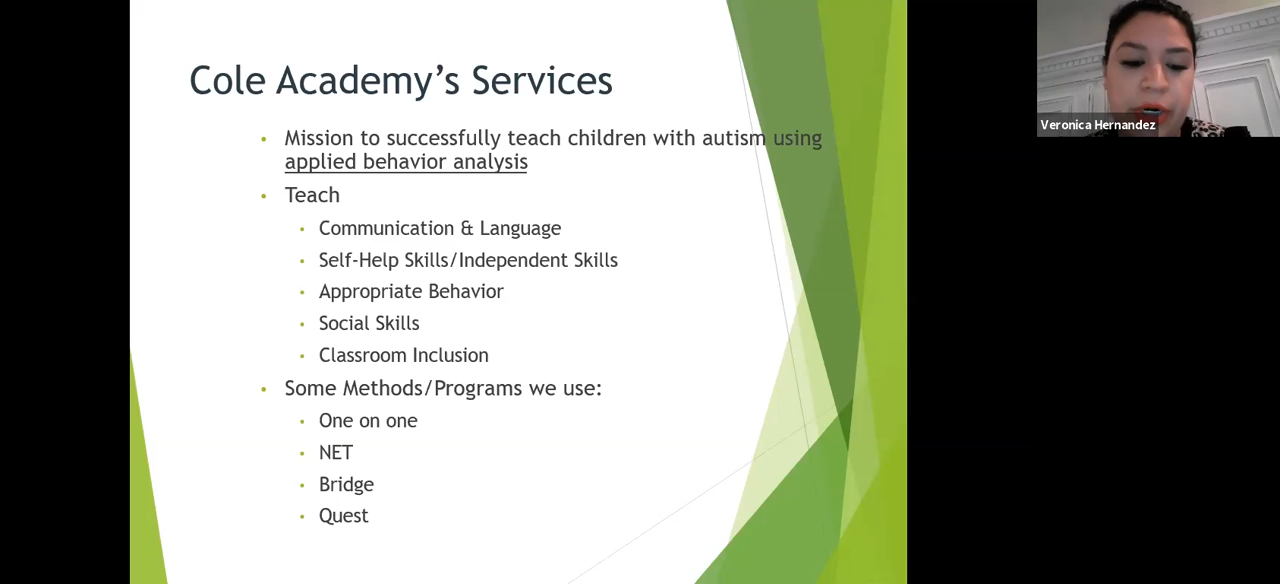 Cole Academy’s Services
• Mission to successfully teach children with autism using
applied behavior analysis
• Teach
• Communication & Language
• Self-Help Skills/Independent Skills
• Appropriate Behavior
• Social Skills
• Classroom Inclusion
• Some Methods/Programs we use:
• One on one
• NET
• Bridge
• Quest
Veronica Hernandez